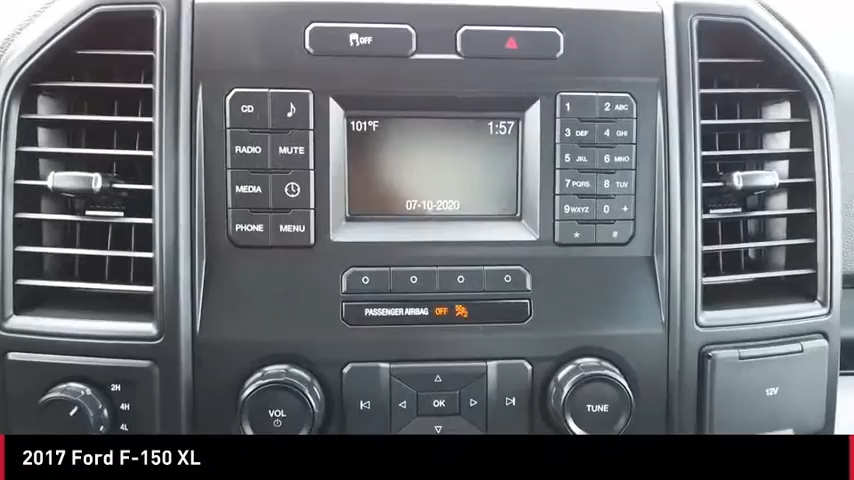 OFF
CD
RADIO MUTE
MEDIA
PHONE MENU
101°F 1:57
07-10-2020
1 2 ABC
3 DEF 4 GHI
5 JKL 6 MNO
7 PQRS 8 TUV
9 WXYZ 0 +
* #
PASSENGER AIRBAG OFF
2H
4H
4L
VOL
OK
TUNE
12V
2017 Ford F-150 XL